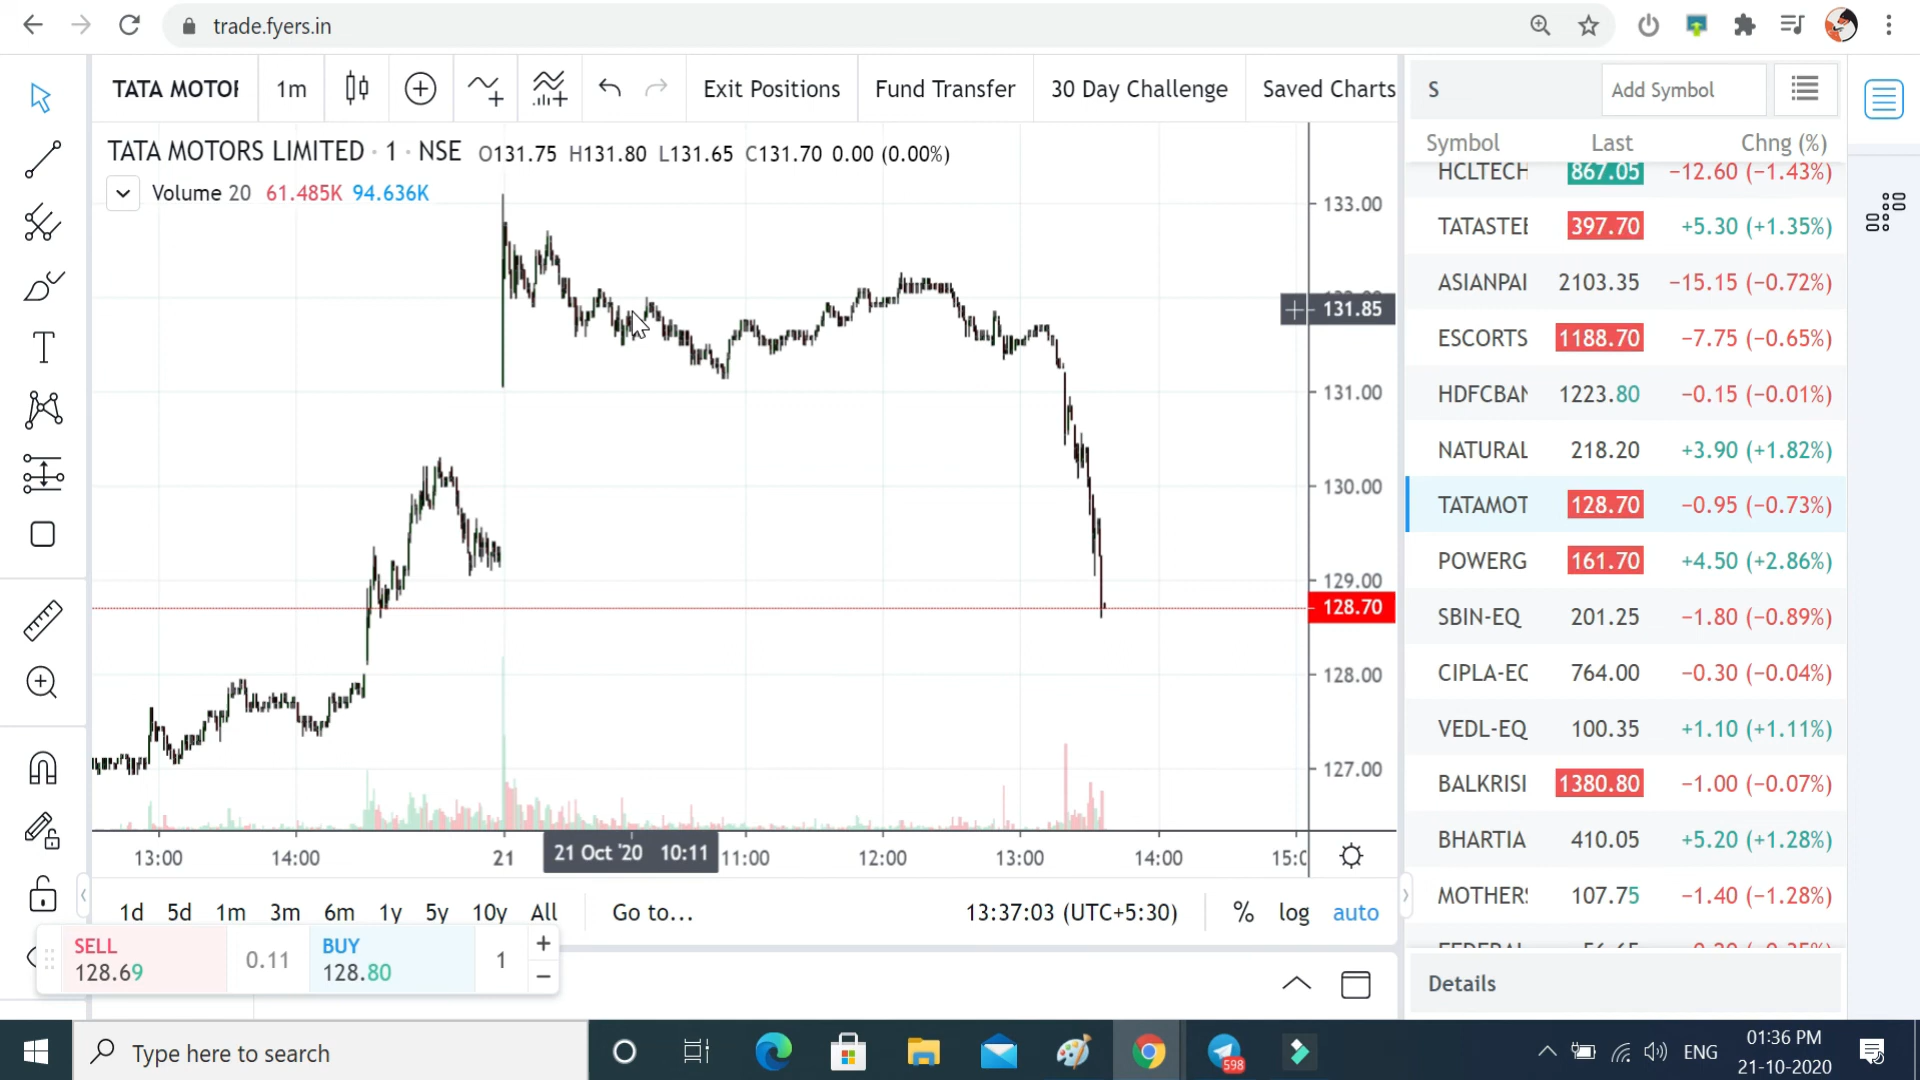 trade.fyers.in
TATA MOTOR 1m Exit Positions Fund Transfer 30 Day Challenge Saved Charts
TATA MOTORS LIMITED · 1 · NSE O131.75 H131.80 L131.65 C131.70 0.00 (0.00%)
Volume 20 61.485K 94.636K
133.00
131.85
131.00
130.00
129.00
128.70
128.00
127.00
13:00 14:00 21 21 Oct '20 10:11 11:00 12:00 13:00 14:00 15:0
1d 5d 1m 3m 6m 1y 5y 10y All Go to... 13:37:03 (UTC+5:30) % log auto
SELL 128.69 0.11 BUY 128.80 1 + −
S Add Symbol
Symbol Last Chng (%)
HCLTECH 867.05 −12.60 (−1.43%)
TATASTEE 397.70 +5.30 (+1.35%)
ASIANPAI 2103.35 −15.15 (−0.72%)
ESCORTS 1188.70 −7.75 (−0.65%)
HDFCBAN 1223.80 −0.15 (−0.01%)
NATURAL 218.20 +3.90 (+1.82%)
TATAMOT 128.70 −0.95 (−0.73%)
POWERG 161.70 +4.50 (+2.86%)
SBIN-EQ 201.25 −1.80 (−0.89%)
CIPLA-EC 764.00 −0.30 (−0.04%)
VEDL-EQ 100.35 +1.10 (+1.11%)
BALKRISI 1380.80 −1.00 (−0.07%)
BHARTIA 410.05 +5.20 (+1.28%)
MOTHERS 107.75 −1.40 (−1.28%)
Details
Type here to search
598
ENG
01:36 PM
21-10-2020